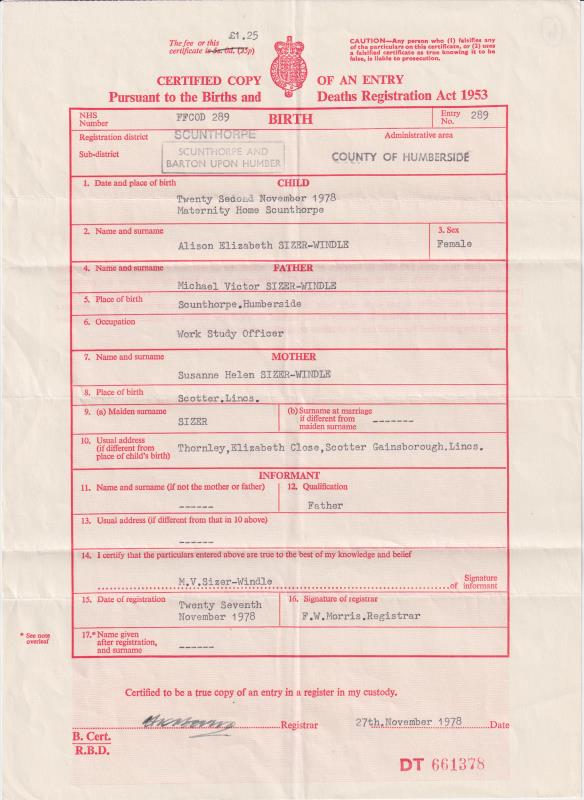 £1.25
The fee or this
certificate is 5s. 0d. (25p)
CAUTION—Any person who (1) falsifies any
of the particulars on this certificate, or (2) uses
a falsified certificate as true knowing it to be
false, is liable to prosecution.
CERTIFIED COPY OF AN ENTRY
Pursuant to the Births and Deaths Registration Act 1953
NHS Number FFCOD 289 BIRTH Entry No. 289
Registration district SCUNTHORPE Administrative area
Sub-district SCUNTHORPE AND BARTON UPON HUMBER COUNTY OF HUMBERSIDE
1. Date and place of birth CHILD
Twenty Second November 1978
Maternity Home Scunthorpe
2. Name and surname 3. Sex
Alison Elizabeth SIZER-WINDLE Female
4. Name and surname FATHER
Michael Victor SIZER-WINDLE
5. Place of birth
Scunthorpe.Humberside
6. Occupation
Work Study Officer
7. Name and surname MOTHER
Susanne Helen SIZER-WINDLE
8. Place of birth
Scotter.Lincs.
9. (a) Maiden surname SIZER (b) Surname at marriage if different from maiden surname -------
10. Usual address
(if different from
place of child's birth)
Thornley,Elizabeth Close,Scotter Gainsborough.Lincs.
INFORMANT
11. Name and surname (if not the mother or father) 12. Qualification
------ Father
13. Usual address (if different from that in 10 above)
------
14. I certify that the particulars entered above are true to the best of my knowledge and belief
M.V.Sizer-Windle of Signature informant
15. Date of registration 16. Signature of registrar
Twenty Seventh
November 1978
F.W.Morris.Registrar
* See note
overleaf
17.* Name given
after registration,
and surname
------
Certified to be a true copy of an entry in a register in my custody.
Registrar 27th.November 1978 Date
B. Cert.
R.B.D.
DT 661378